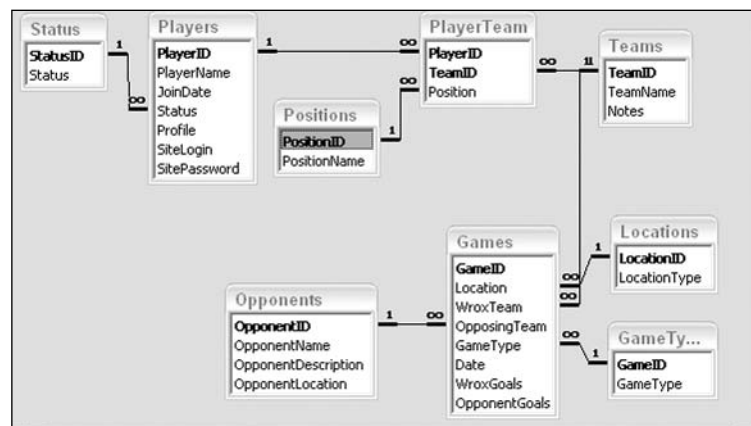 Status
StatusID
Status
Players
PlayerID
PlayerName
JoinDate
Status
Profile
SiteLogin
SitePassword
PlayerTeam
PlayerID
TeamID
Position
Teams
TeamID
TeamName
Notes
Positions
PositionID
PositionName
Games
GameID
Location
WroxTeam
OpposingTeam
GameType
Date
WroxGoals
OpponentGoals
Locations
LocationID
LocationType
Opponents
OpponentID
OpponentName
OpponentDescription
OpponentLocation
GameTy...
GameID
GameType
1
∞
1
∞
∞
1
∞
1
1
1
∞
1
∞
∞
∞
1